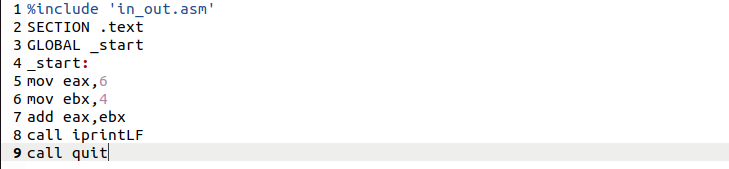 1 %include 'in_out.asm'
2 SECTION .text
3 GLOBAL _start
4 _start:
5 mov eax,6
6 mov ebx,4
7 add eax,ebx
8 call iprintLF
9 call quit